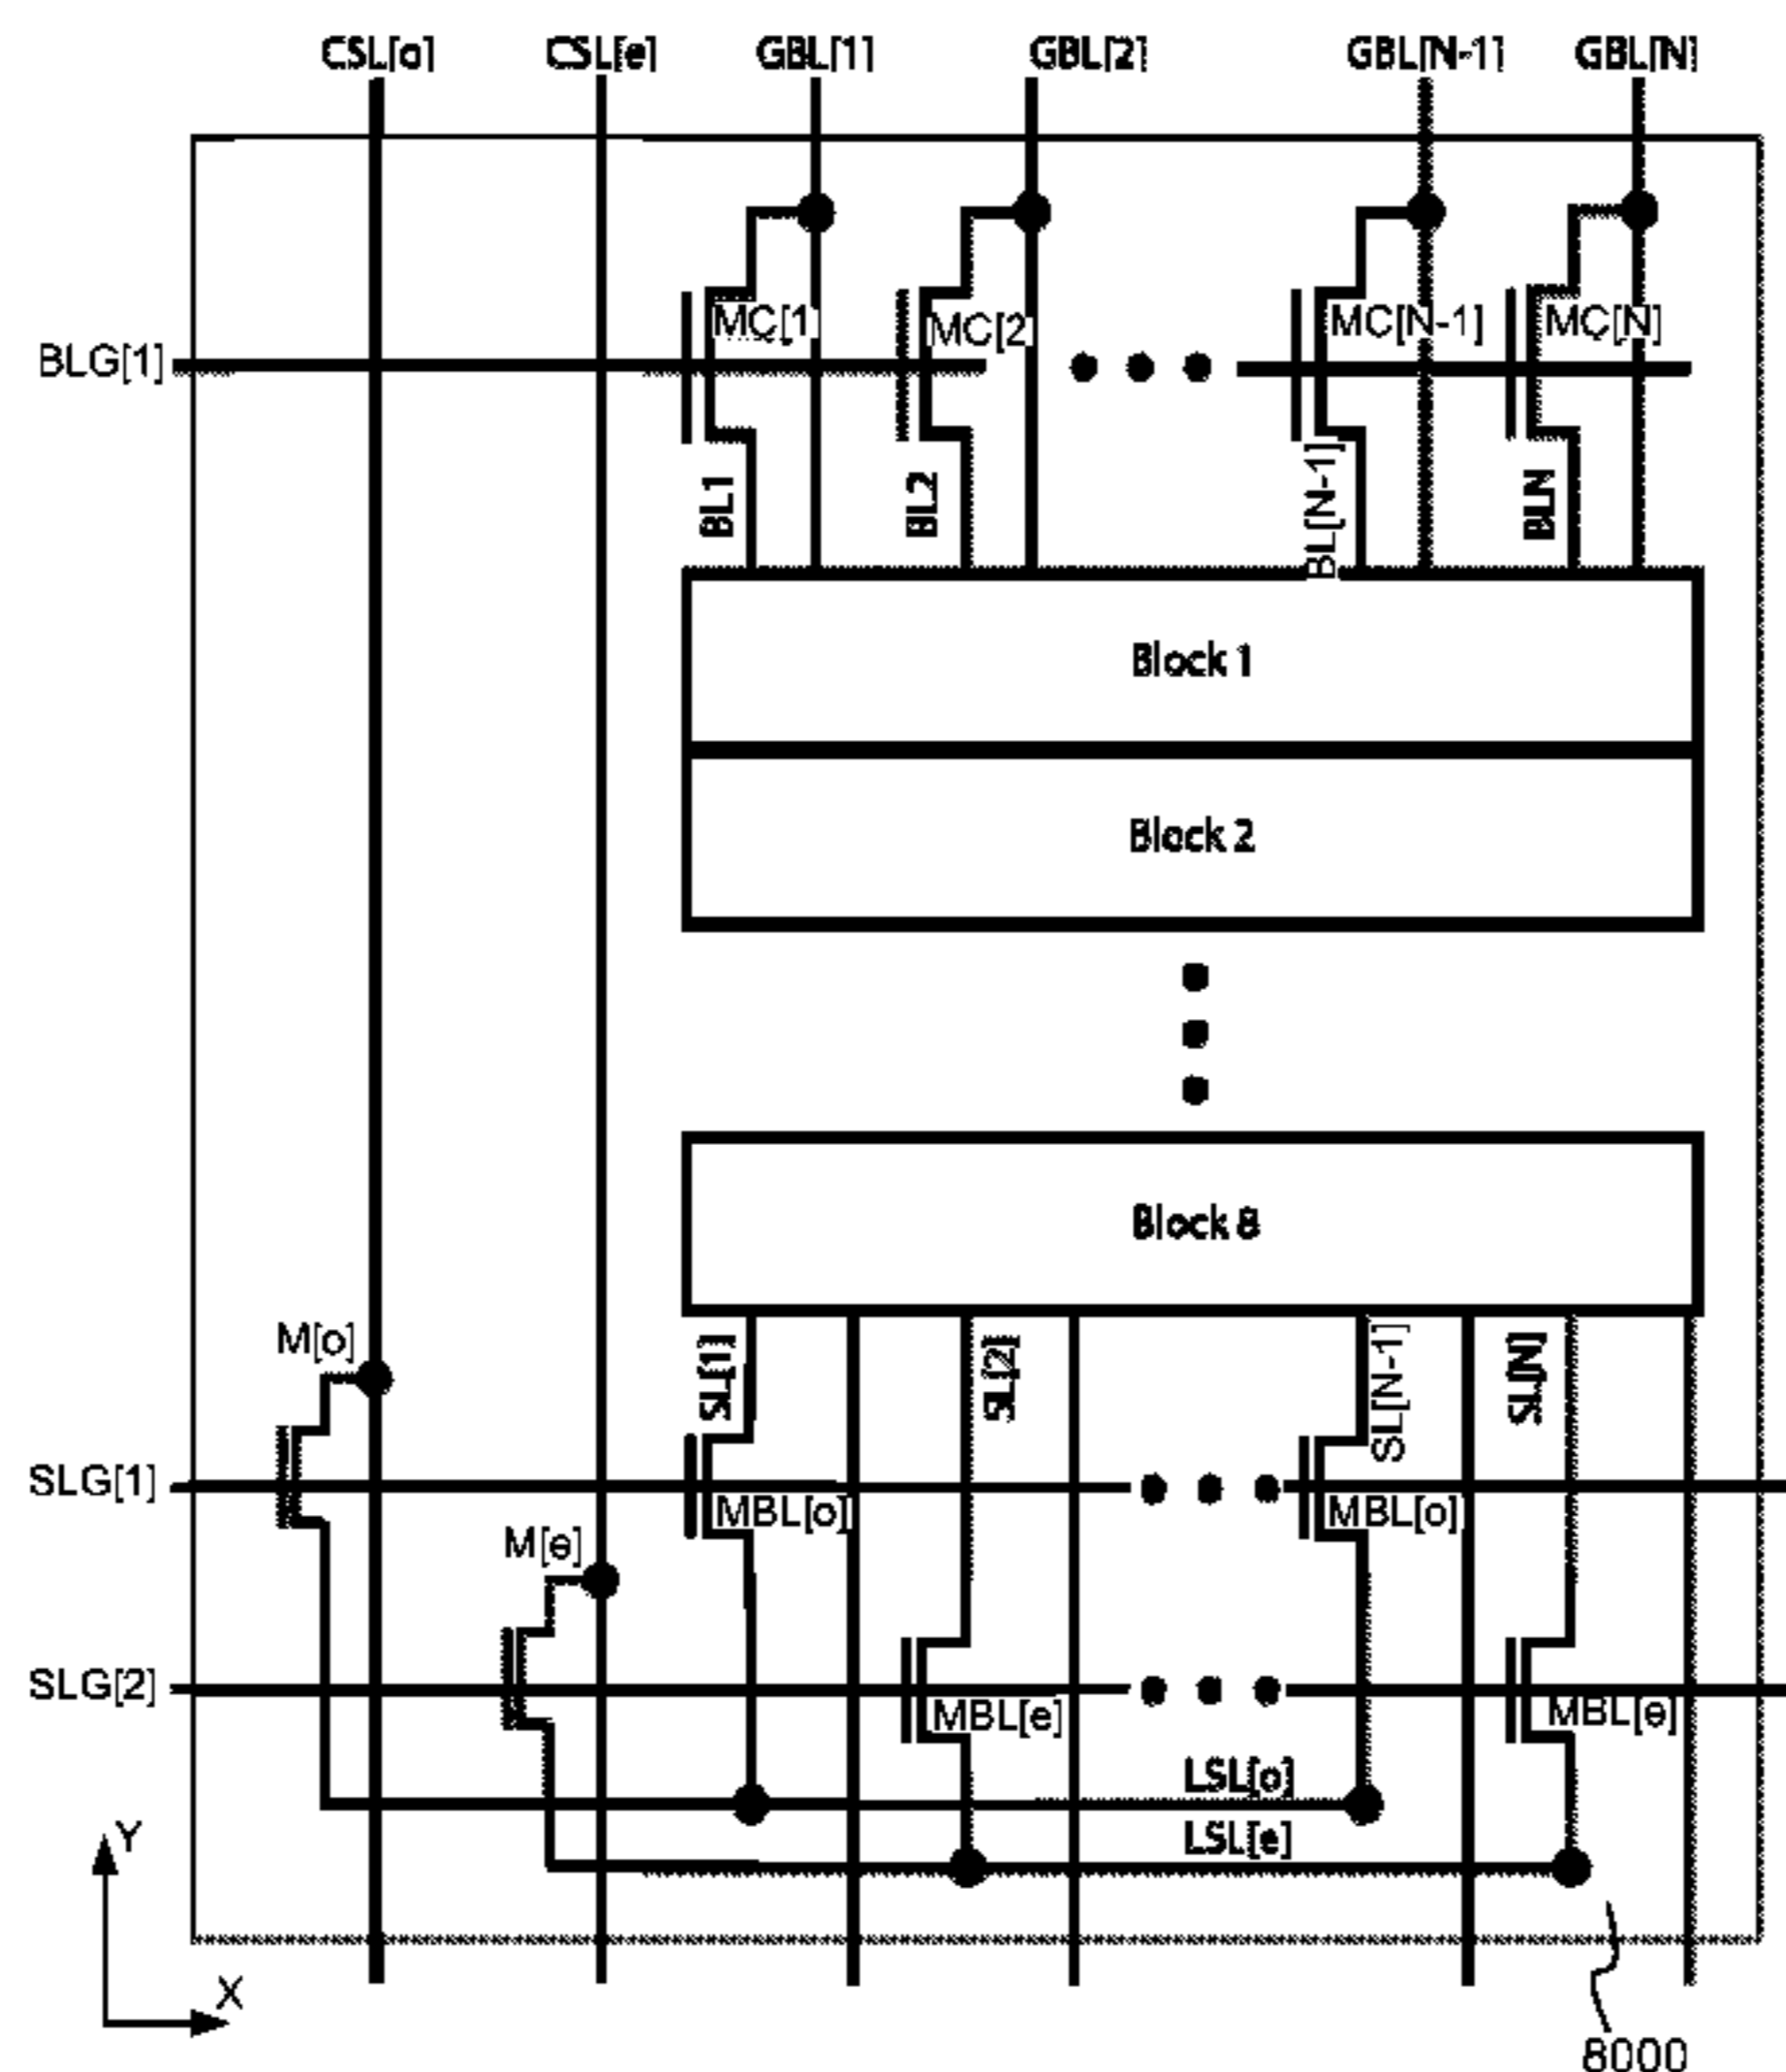 CSL[o] CSL[e] GBL[1] GBL[2] GBL[N-1] GBL[N]
MC[1] MC[2] MC[N-1] MC[N]
BLG[1]
BL1 BL2 BL[N-1] BLN
Block 1
Block 2
Block 8
M[o] SL[1] SL[2] SL[N-1] SL[N]
SLG[1]
MBL[o] MBL[o]
M[e]
SLG[2]
MBL[e] MBL[e]
LSL[o]
LSL[e]
Y
X
8000